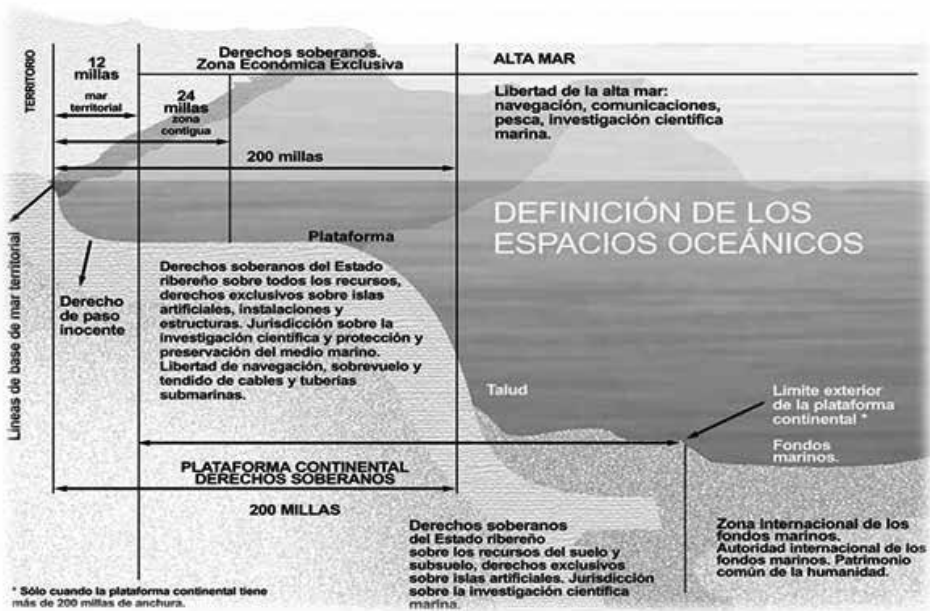 TERRITORIO
12
millas
mar
territorial
24
millas
zona
contigua
Derechos soberanos.
Zona Económica Exclusiva
200 millas
ALTA MAR
Libertad de la alta mar:
navegación, comunicaciones,
pesca, investigación científica
marina.
DEFINICIÓN DE LOS
ESPACIOS OCEÁNICOS
Líneas de base de mar territorial
Derecho
de paso
inocente
Plataforma
Derechos soberanos del Estado
ribereño sobre todos los recursos,
derechos exclusivos sobre islas
artificiales, instalaciones y
estructuras. Jurisdicción sobre la
investigación científica y protección y
preservación del medio marino.
Libertad de navegación, sobrevuelo y
tendido de cables y tuberías
submarinas.
Talud
Límite exterior
de la plataforma
continental *
Fondos
marinos.
PLATAFORMA CONTINENTAL
DERECHOS SOBERANOS
200 MILLAS
Derechos soberanos
del Estado ribereño
sobre los recursos del suelo y
subsuelo, derechos exclusivos
sobre islas artificiales. Jurisdicción
sobre la investigación científica
marina.
Zona Internacional de los
fondos marinos.
Autoridad internacional de los
fondos marinos. Patrimonio
común de la humanidad.
* Sólo cuando la plataforma continental tiene
más de 200 millas de anchura.